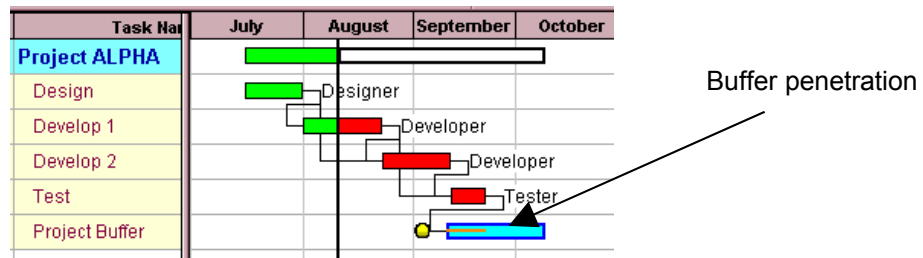 Task Nar July August September October
Project ALPHA
Design Designer
Develop 1 Developer
Develop 2 Developer
Test Tester
Project Buffer
Buffer penetration